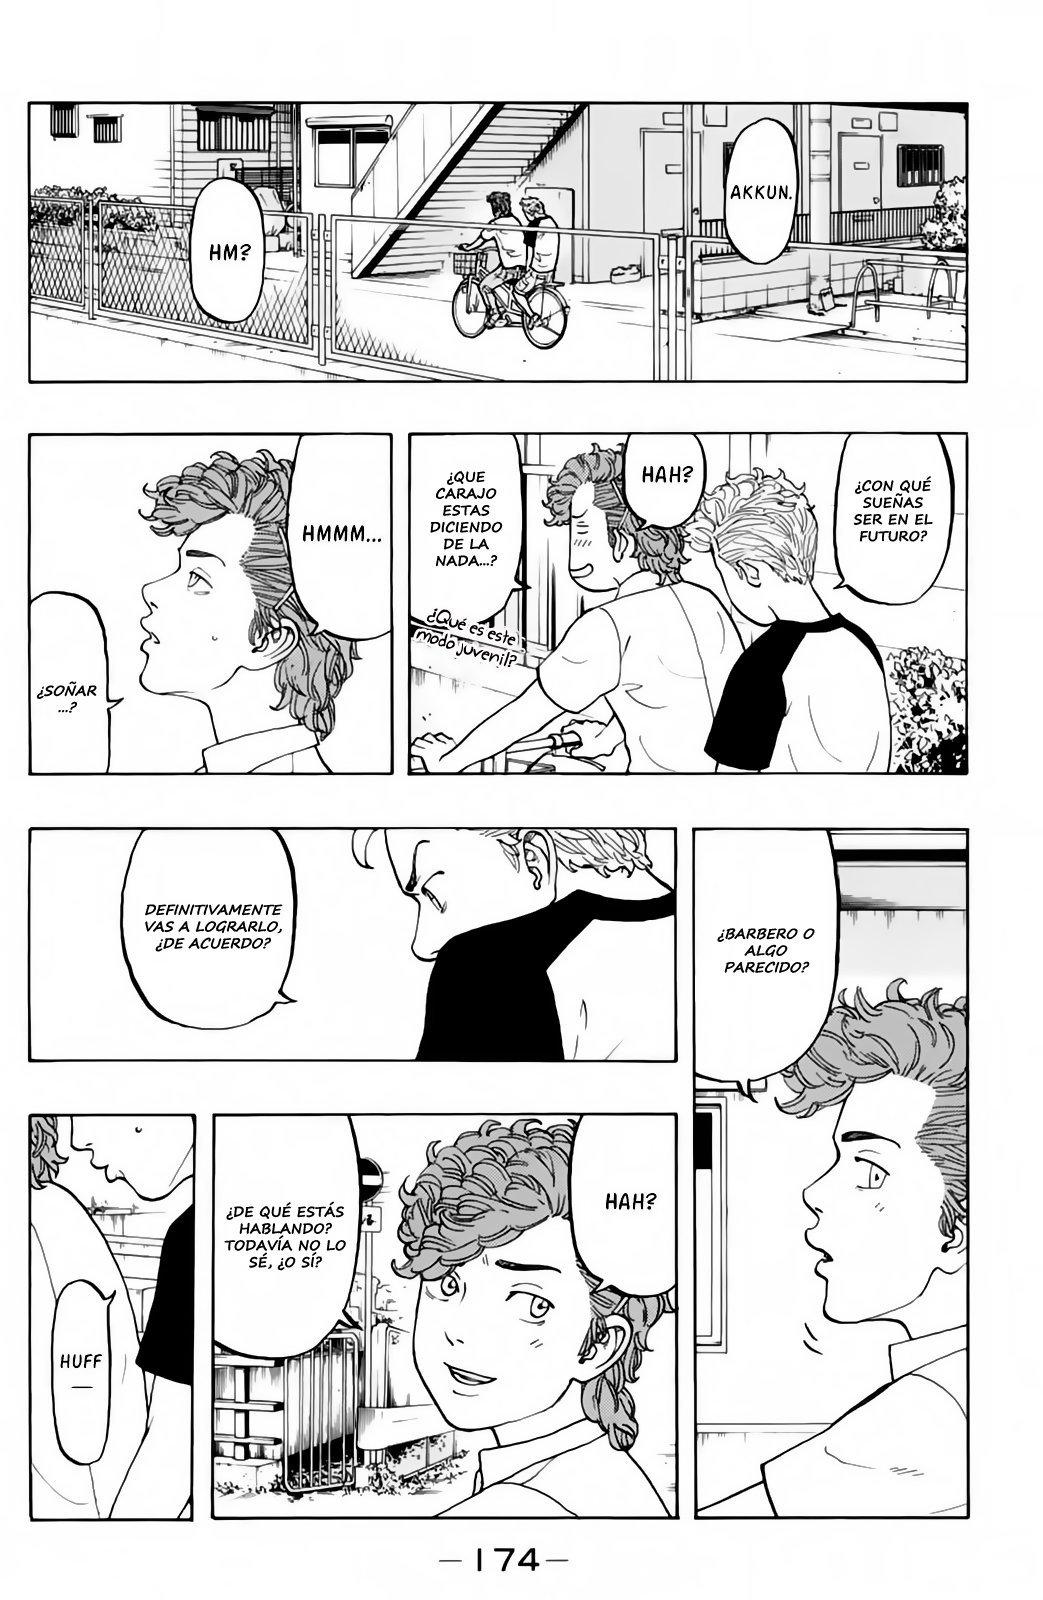 AKKUN.
HM?
¿CON QUÉ
SUEÑAS
SER EN EL
FUTURO?
HAH?
¿QUE
CARAJO
ESTAS
DICIENDO
DE LA
NADA...?
¿Qué es este
modo juvenil?
HMMM...
¿SOÑAR
...?
¿BARBERO O
ALGO
PARECIDO?
DEFINITIVAMENTE
VAS A LOGRARLO,
¿DE ACUERDO?
HAH?
¿DE QUÉ ESTÁS
HABLANDO?
TODAVÍA NO LO
SÉ, ¿O SÍ?
HUFF
—
—174—